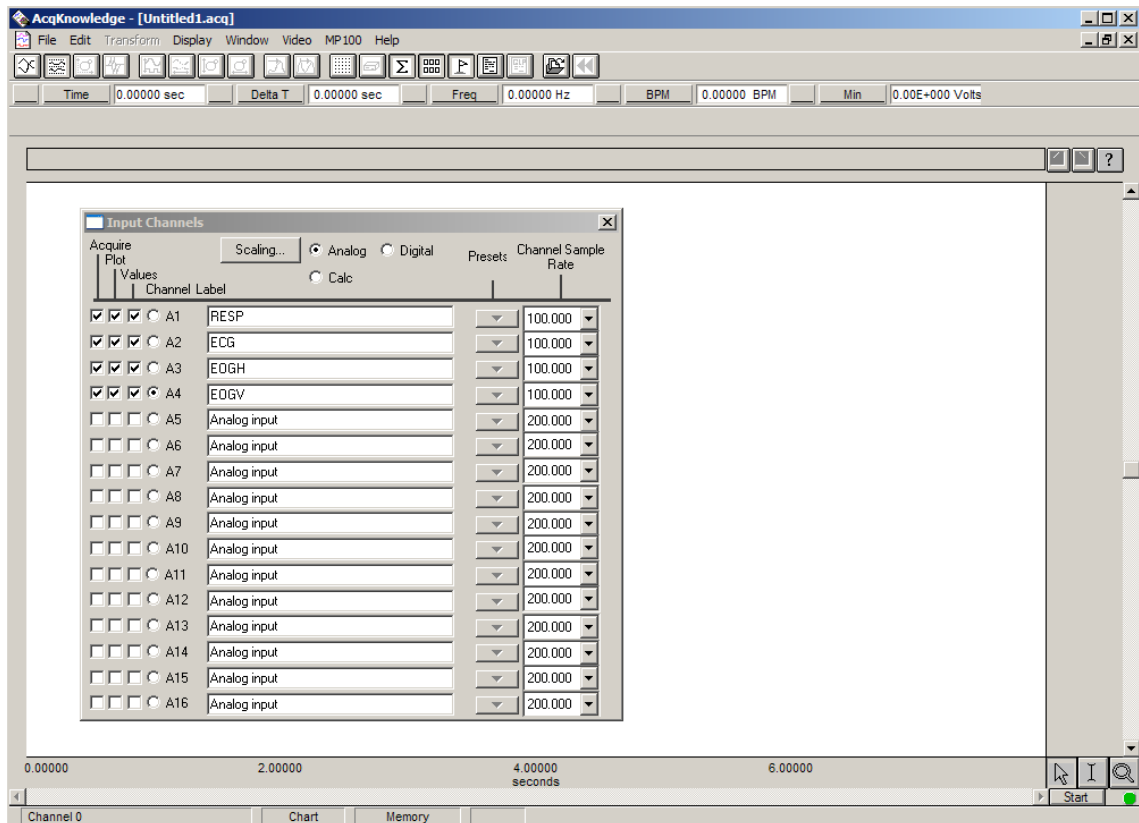 AcqKnowledge - [Untitled1.acq]
File Edit Transform Display Window Video MP100 Help
Time 0.00000 sec Delta T 0.00000 sec Freq 0.00000 Hz BPM 0.00000 BPM Min 0.00E+000 Volts
?
Input Channels
Acquire
Plot
Values
Channel Label
Scaling...
Analog
Digital
Calc
Presets
Channel Sample
Rate
A1 RESP 100.000
A2 ECG 100.000
A3 EOGH 100.000
A4 EOGV 100.000
A5 Analog input 200.000
A6 Analog input 200.000
A7 Analog input 200.000
A8 Analog input 200.000
A9 Analog input 200.000
A10 Analog input 200.000
A11 Analog input 200.000
A12 Analog input 200.000
A13 Analog input 200.000
A14 Analog input 200.000
A15 Analog input 200.000
A16 Analog input 200.000
0.00000 2.00000 4.00000 6.00000
seconds
Start
Channel 0 Chart Memory